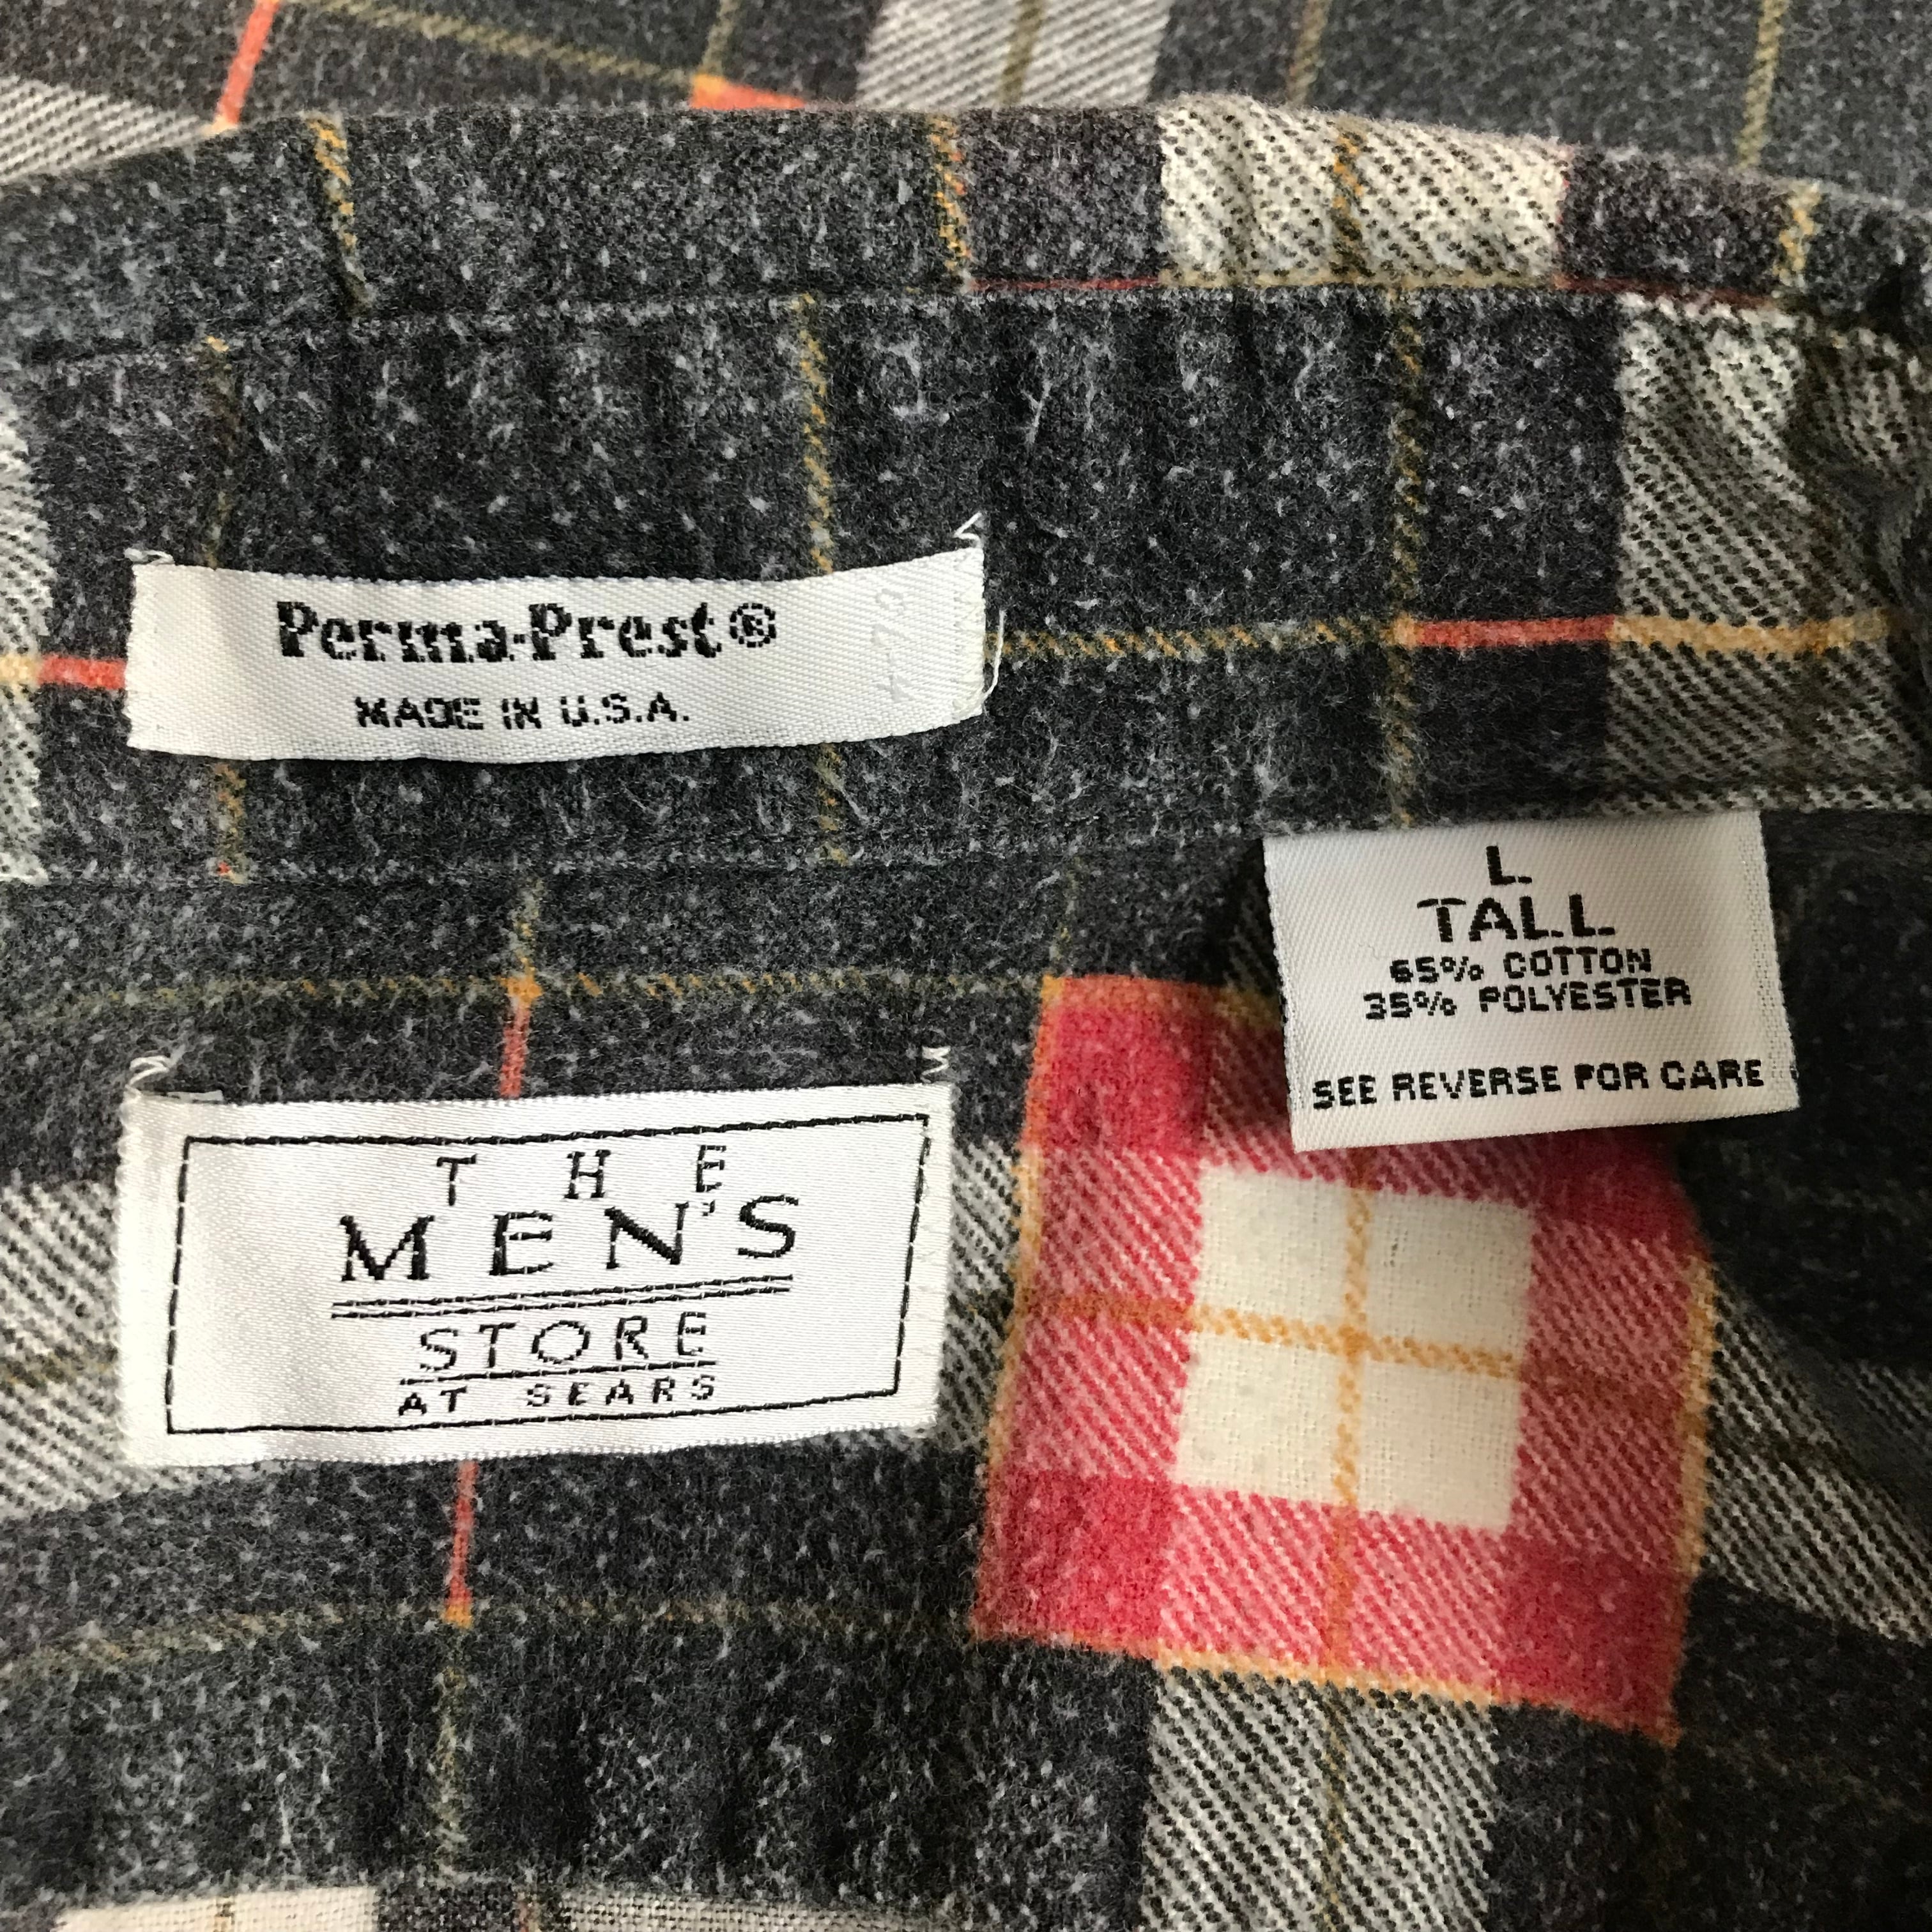 Perma-Prest®
MADE IN U.S.A.
L
TALL
65% COTTON
35% POLYESTER
SEE REVERSE FOR CARE
THE
MEN'S
STORE
AT SEARS